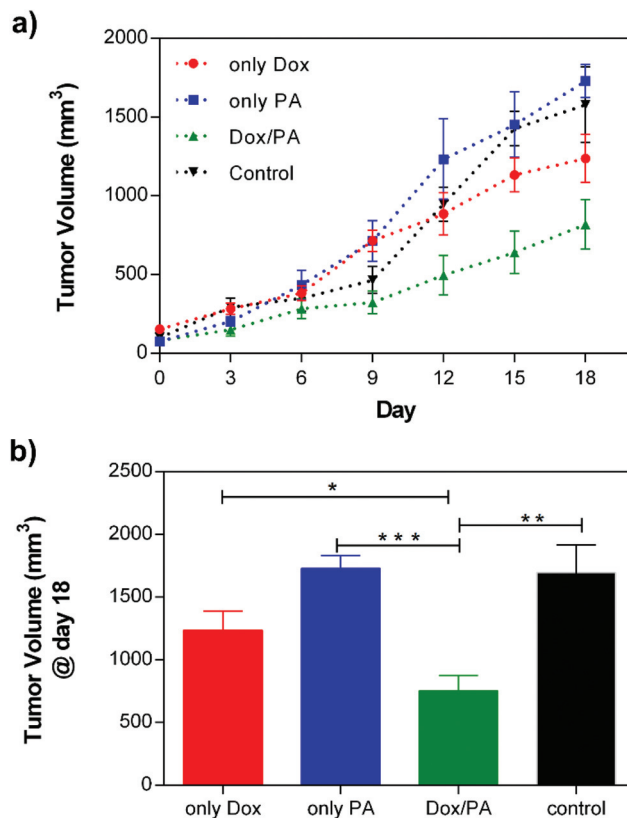 a)
Tumor Volume (mm³)
2000
1500
1000
500
0
only Dox
only PA
Dox/PA
Control
0 3 6 9 12 15 18
Day
b)
Tumor Volume (mm³)
@ day 18
2500
2000
1500
1000
500
0
*
* * *
* *
only Dox only PA Dox/PA control